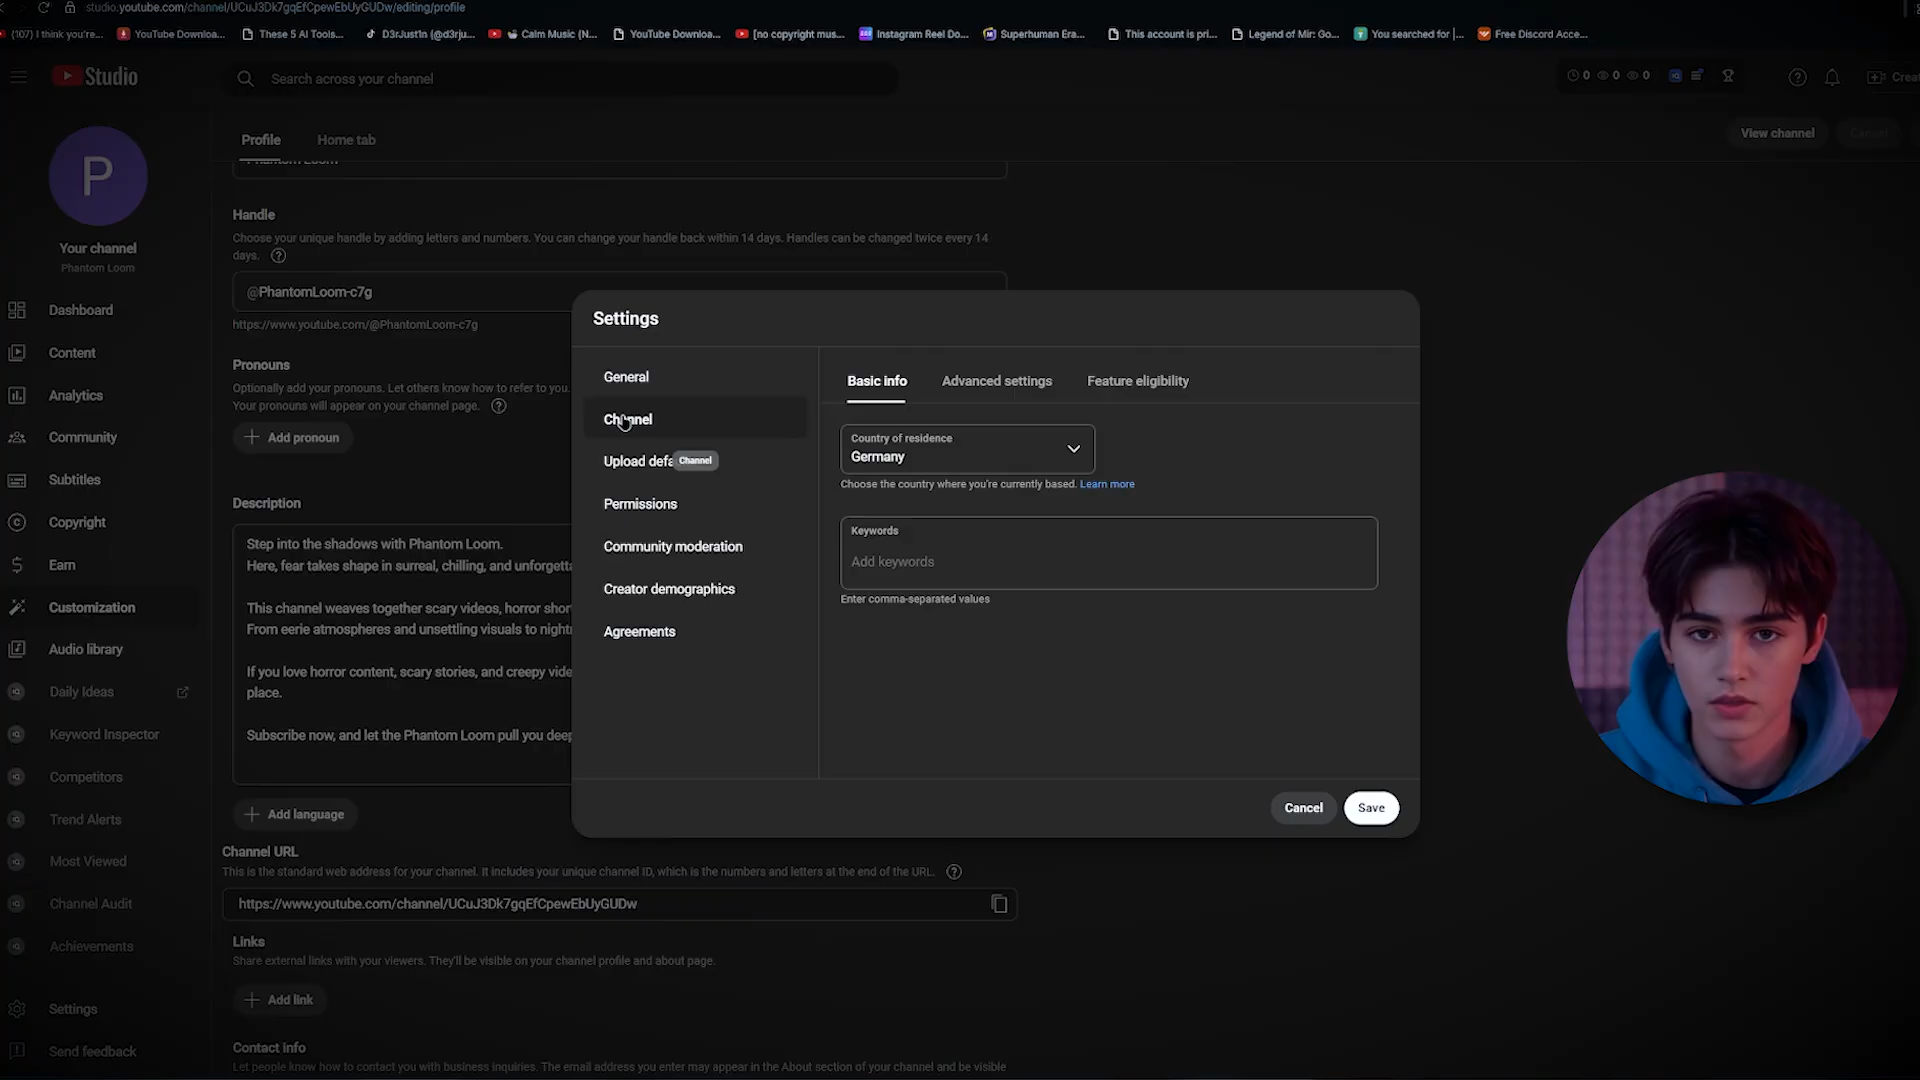 studio.youtube.com/channel/UCuJ3Dk7gqEfCpewEbUyGUDw/editing/profile
(107) I think you're...
YouTube Downloa...
These 5 AI Tools...
D3rJust1n (@d3rju...
Calm Music (N...
YouTube Downloa...
[no copyright mus...
Instagram Reel Do...
Superhuman Era...
This account is pri...
Legend of Mir: Go...
You searched for |...
Free Discord Acce...
Studio
Search across your channel
0 0 0
Profile
Home tab
View channel
Cancel
P
Your channel
Phantom Loom
Dashboard
Content
Analytics
Community
Subtitles
Copyright
Earn
Customization
Audio library
Daily Ideas
Keyword Inspector
Competitors
Trend Alerts
Most Viewed
Channel Audit
Achievements
Settings
Send feedback
Handle
Choose your unique handle by adding letters and numbers. You can change your handle back within 14 days. Handles can be changed twice every 14
days.
@PhantomLoom-c7g
https://www.youtube.com/@PhantomLoom-c7g
Pronouns
Optionally add your pronouns. Let others know how to refer to you.
Your pronouns will appear on your channel page.
Add pronoun
Description
Step into the shadows with Phantom Loom.
Here, fear takes shape in surreal, chilling, and
This channel weaves together scary videos, horror
From eerie atmospheres and unsettling visuals to
If you love horror content, scary stories, and creepy
place.
Subscribe now, and let the Phantom Loom pull you
Add language
Channel URL
This is the standard web address for your channel. It includes your unique channel ID, which is the numbers and letters at the end of the URL.
https://www.youtube.com/channel/UCuJ3Dk7gqEfCpewEbUyGUDw
Links
Share external links with your viewers. They'll be visible on your channel profile and about page.
Add link
Contact info
Let people know how to contact you with business inquiries. The email address you enter may appear in the About section of your channel and be visible
Settings
General
Channel
Upload
Channel
Permissions
Community moderation
Creator demographics
Agreements
Basic info
Advanced settings
Feature eligibility
Country of residence
Germany
Choose the country where you're currently based. Learn more
Keywords
Add keywords
Enter comma-separated values
Cancel
Save